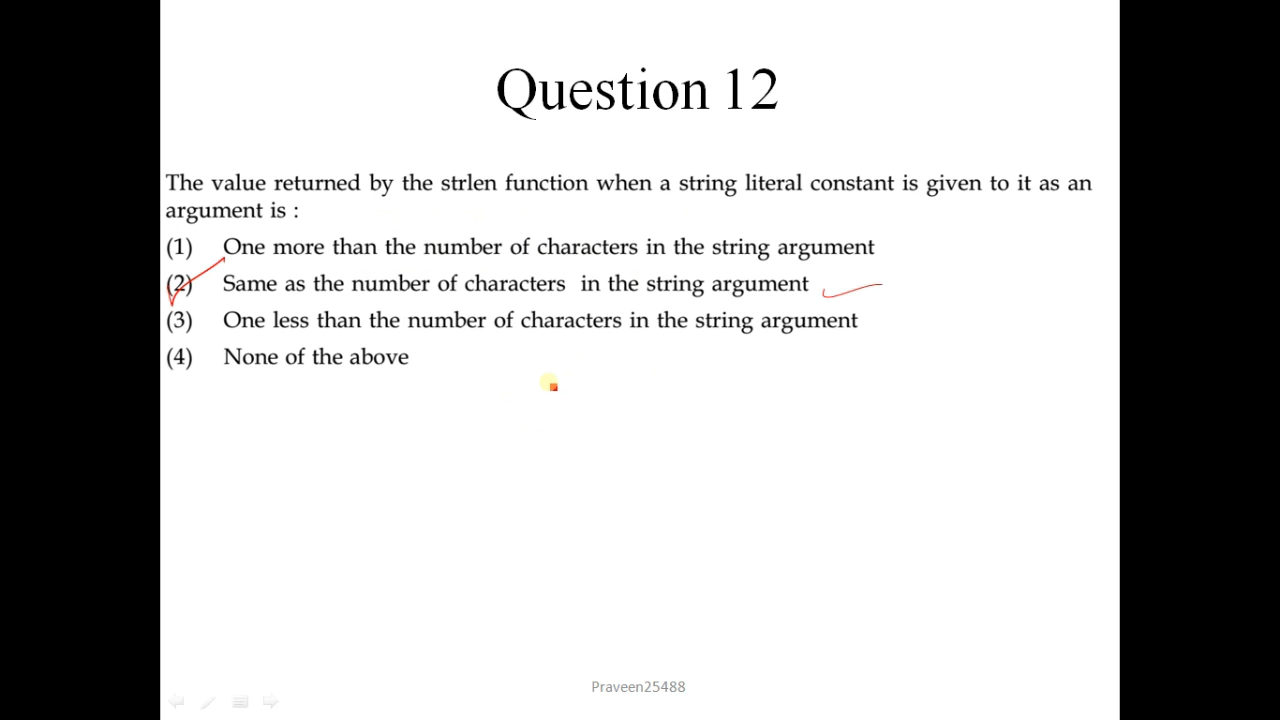 Question 12
The value returned by the strlen function when a string literal constant is given to it as an
argument is :
(1) One more than the number of characters in the string argument
(2) Same as the number of characters in the string argument
(3) One less than the number of characters in the string argument
(4) None of the above
Praveen25488